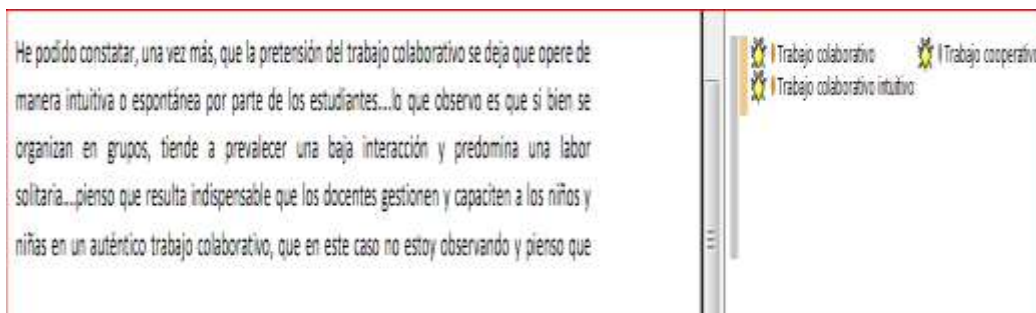 He podido constatar, una vez más, que la pretensión del trabajo colaborativo se deja que opere de
manera intuitiva o espontánea por parte de los estudiantes...lo que observo es que si bien se
organizan en grupos, tiende a prevalecer una baja interacción y predomina una labor
solitaria...pienso que resulta indispensable que los docentes gestionen y capaciten a los niños y
niñas en un auténtico trabajo colaborativo, que en este caso no estoy observando y pienso que
Trabajo colaborativo Trabajo cooperativo
Trabajo colaborativo intuitivo